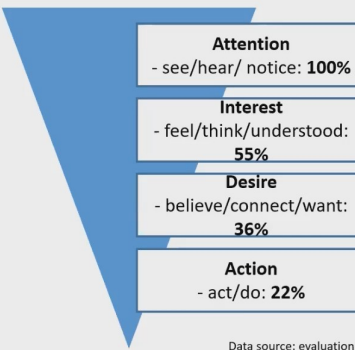 Attention
- see/hear/ notice: 100%
Interest
- feel/think/understood:
55%
Desire
- believe/connect/want:
36%
Action
- act/do: 22%
Data source: evaluation